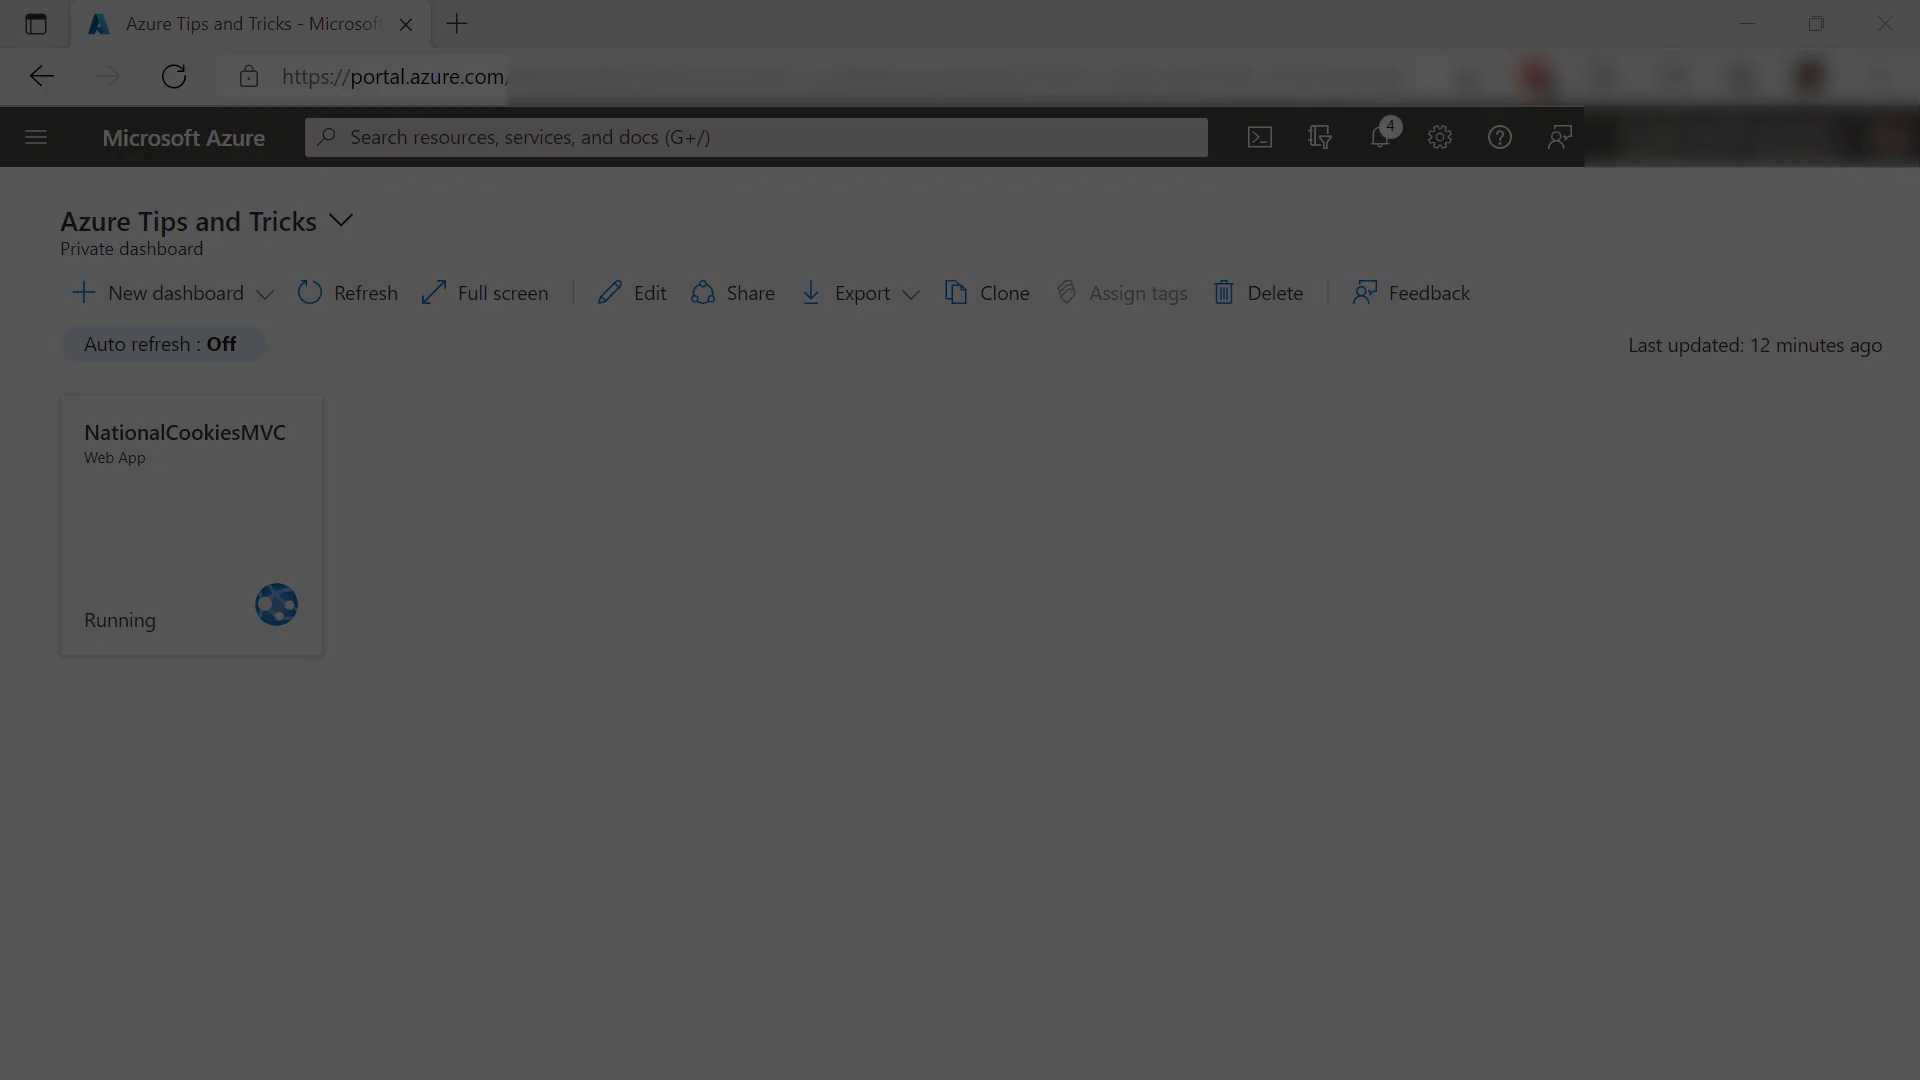 Azure Tips and Tricks - Microsof
https://portal.azure.com/
Microsoft Azure
Search resources, services, and docs (G+/)
4
Azure Tips and Tricks
Private dashboard
New dashboard
Refresh
Full screen
Edit
Share
Export
Clone
Assign tags
Delete
Feedback
Auto refresh : Off
Last updated: 12 minutes ago
NationalCookiesMVC
Web App
Running